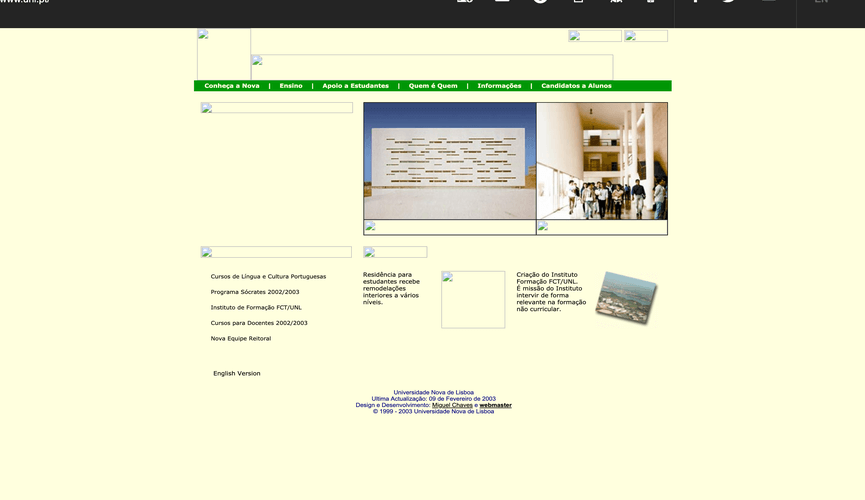 www.unl.pt
EN
Conheça a Nova | Ensino | Apoio a Estudantes | Quem é Quem | Informações | Candidatos a Alunos
Cursos de Língua e Cultura Portuguesas
Programa Sócrates 2002/2003
Instituto de Formação FCT/UNL
Cursos para Docentes 2002/2003
Nova Equipe Reitoral
English Version
Residência para
estudantes recebe
remodelações
interiores a vários
níveis.
Criação do Instituto
Formação FCT/UNL.
É missão do Instituto
intervir de forma
relevante na formação
não curricular.
Universidade Nova de Lisboa
Ultima Actualização: 09 de Fevereiro de 2003
Design e Desenvolvimento: Miguel Chaves e webmaster
© 1999 - 2003 Universidade Nova de Lisboa